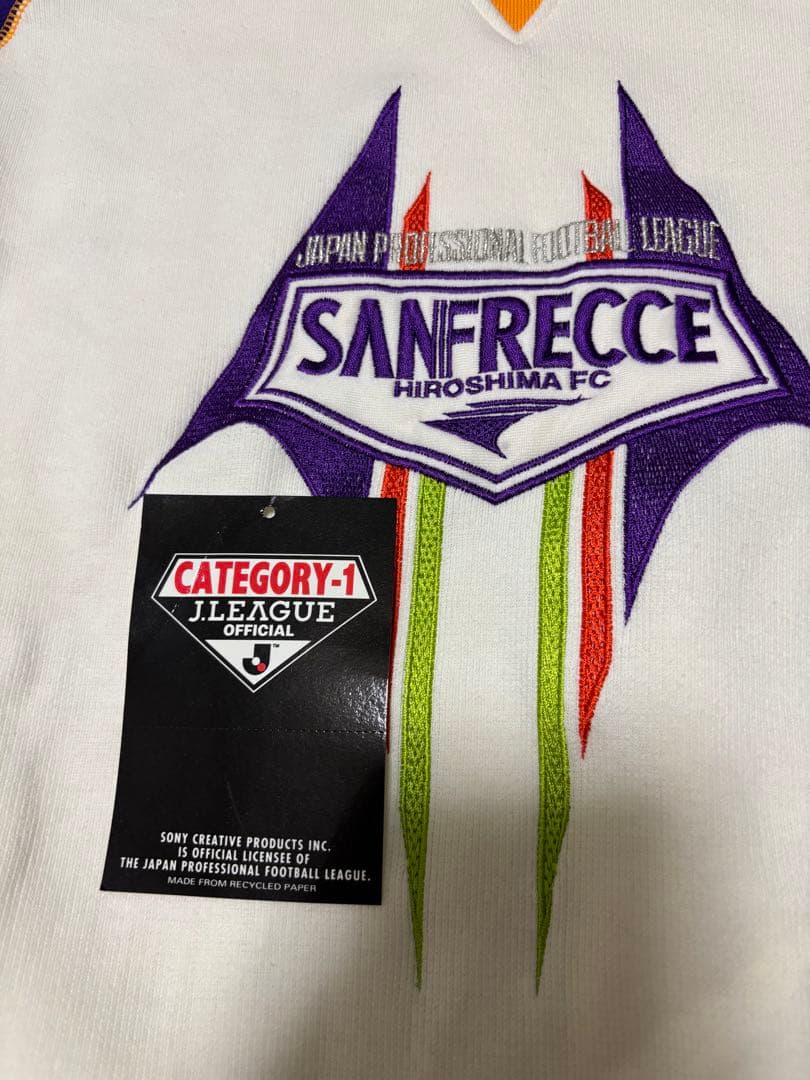 JAPAN PROFESSIONAL FOOTBALL LEAGUE
SANFRECCE
HIROSHIMA FC
CATEGORY-1
J.LEAGUE
OFFICIAL
J™
SONY CREATIVE PRODUCTS INC.
IS OFFICIAL LICENSEE OF
THE JAPAN PROFESSIONAL FOOTBALL LEAGUE.
MADE FROM RECYCLED PAPER